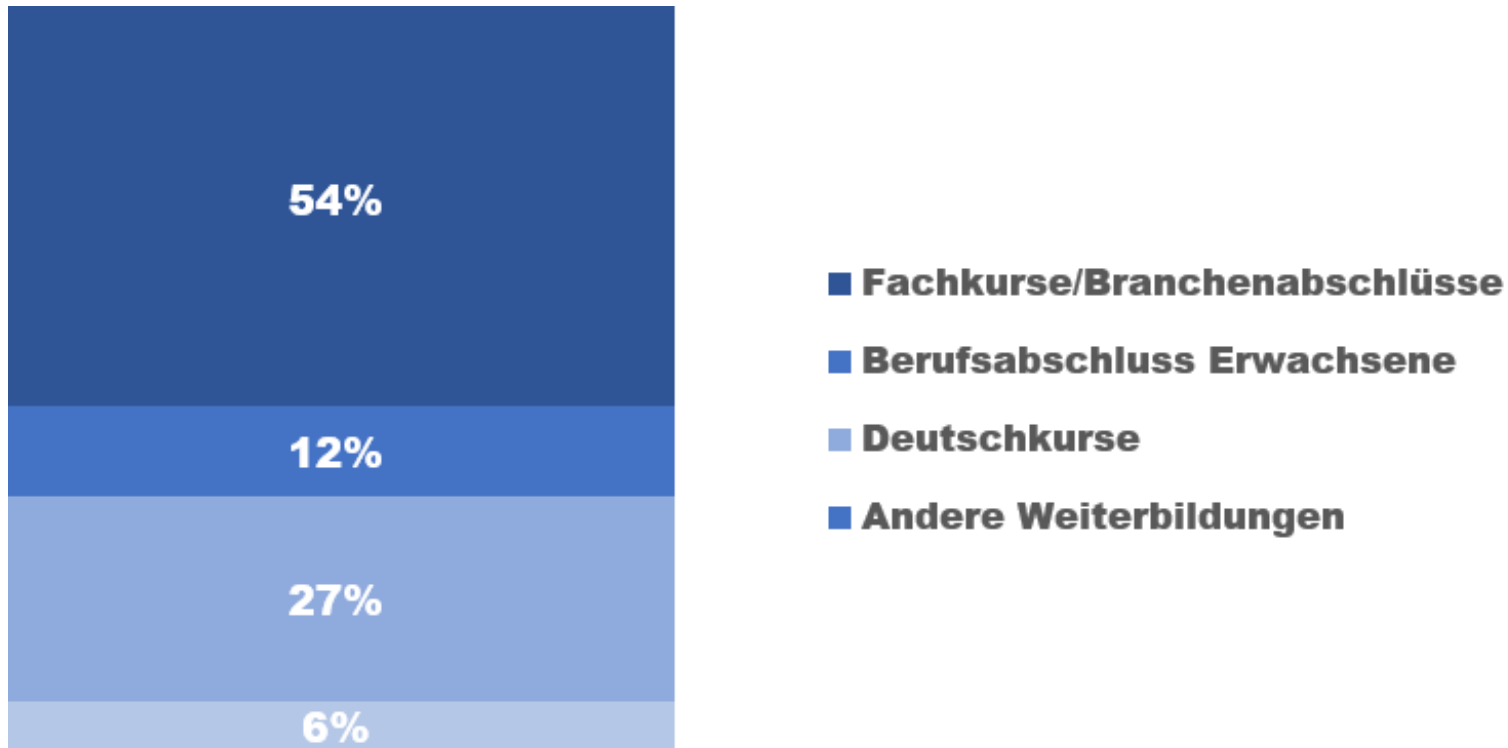 54%
12%
27%
6%
Fachkurse/Branchenabschlüsse
Berufsabschluss Erwachsene
Deutschkurse
Andere Weiterbildungen